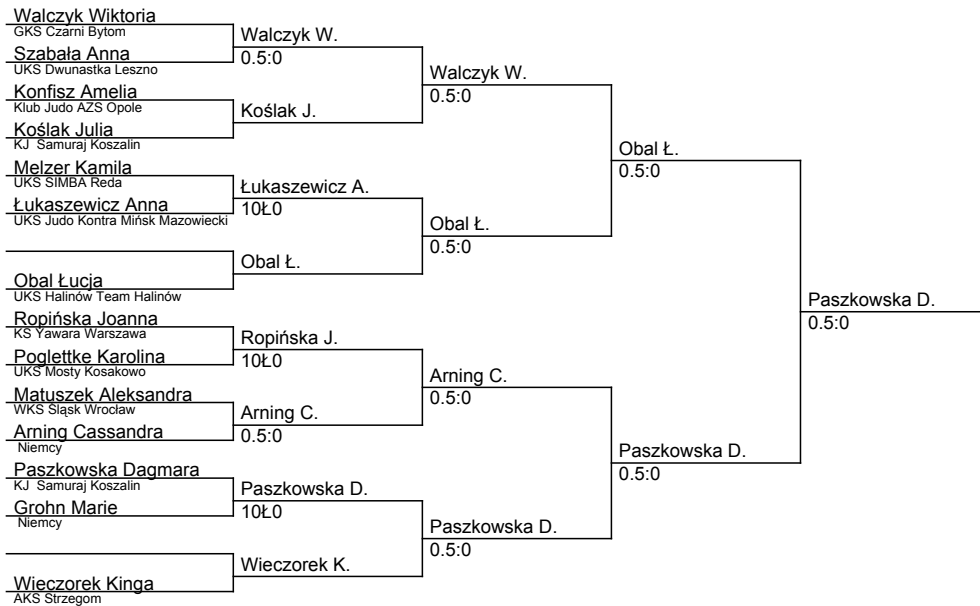 Walczyk Wiktoria
GKS Czarni Bytom
Szabała Anna
UKS Dwunastka Leszno
Konfisz Amelia
Klub Judo AZS Opole
Koślak Julia
KJ Samuraj Koszalin
Melzer Kamila
UKS SIMBA Reda
Łukaszewicz Anna
UKS Judo Kontra Mińsk Mazowiecki
Obal Łucja
UKS Halinów Team Halinów
Ropińska Joanna
KS Yawara Warszawa
Poglettke Karolina
UKS Mosty Kosakowo
Matuszek Aleksandra
WKS Śląsk Wrocław
Arning Cassandra
Niemcy
Paszkowska Dagmara
KJ Samuraj Koszalin
Grohn Marie
Niemcy
Wieczorek Kinga
AKS Strzegom
Walczyk W.
0.5:0
Koślak J.
Łukaszewicz A.
10Ł0
Obal Ł.
Ropińska J.
10Ł0
Arning C.
0.5:0
Paszkowska D.
10Ł0
Wieczorek K.
Walczyk W.
0.5:0
Obal Ł.
0.5:0
Arning C.
0.5:0
Paszkowska D.
0.5:0
Obal Ł.
0.5:0
Paszkowska D.
0.5:0
Paszkowska D.
0.5:0